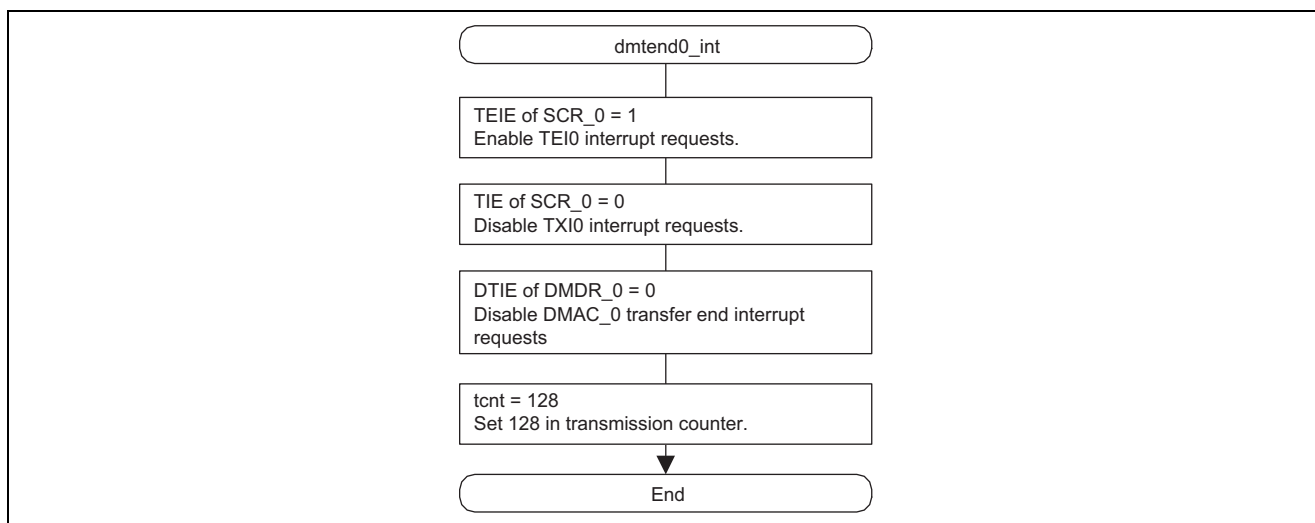 dmtend0_int
TEIE of SCR_0 = 1
Enable TEI0 interrupt requests.
TIE of SCR_0 = 0
Disable TXI0 interrupt requests.
DTIE of DMDR_0 = 0
Disable DMAC_0 transfer end interrupt
requests
tcnt = 128
Set 128 in transmission counter.
End